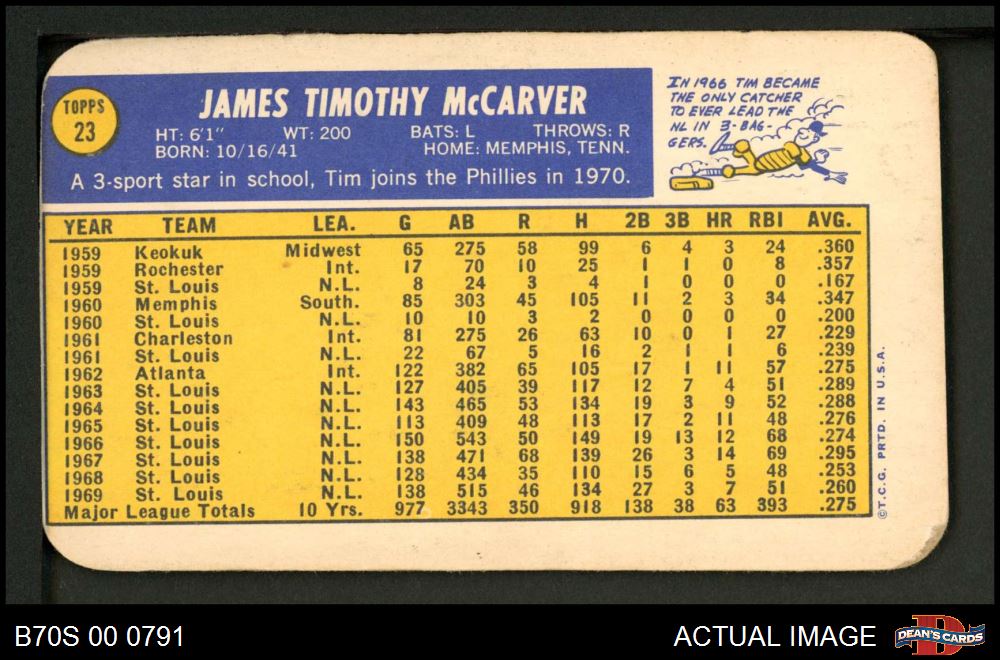 TOPPS
23
JAMES TIMOTHY McCARVER
HT: 6'1" WT: 200 BATS: L THROWS: R
BORN: 10/16/41 HOME: MEMPHIS, TENN.
A 3-sport star in school, Tim joins the Phillies in 1970.
IN 1966 TIM BECAME
THE ONLY CATCHER
TO EVER LEAD THE
NL IN 3-BAG-
GERS.
YEAR TEAM LEA. G AB R H 2B 3B HR RBI AVG.
1959 Keokuk Midwest 65 275 58 99 6 4 3 24 .360
1959 Rochester Int. 17 70 10 25 1 1 0 8 .357
1959 St. Louis N.L. 8 24 3 4 1 0 0 0 .167
1960 Memphis South. 85 303 45 105 11 2 3 34 .347
1960 St. Louis N.L. 10 10 3 2 0 0 0 0 .200
1961 Charleston Int. 81 275 26 63 10 0 1 27 .229
1961 St. Louis N.L. 22 67 5 16 2 1 1 6 .239
1962 Atlanta Int. 122 382 65 105 17 1 11 57 .275
1963 St. Louis N.L. 127 405 39 117 12 7 4 51 .289
1964 St. Louis N.L. 143 465 53 134 19 3 9 52 .288
1965 St. Louis N.L. 113 409 48 113 17 2 11 48 .276
1966 St. Louis N.L. 150 543 50 149 19 13 12 68 .274
1967 St. Louis N.L. 138 471 68 139 26 3 14 69 .295
1968 St. Louis N.L. 128 434 35 110 15 6 5 48 .253
1969 St. Louis N.L. 138 515 46 134 27 3 7 51 .260
Major League Totals 10 Yrs. 977 3343 350 918 138 38 63 393 .275
©T.C.G. PRTD. IN U.S.A.
B70S 00 0791
ACTUAL IMAGE
D
DEAN'S CARDS